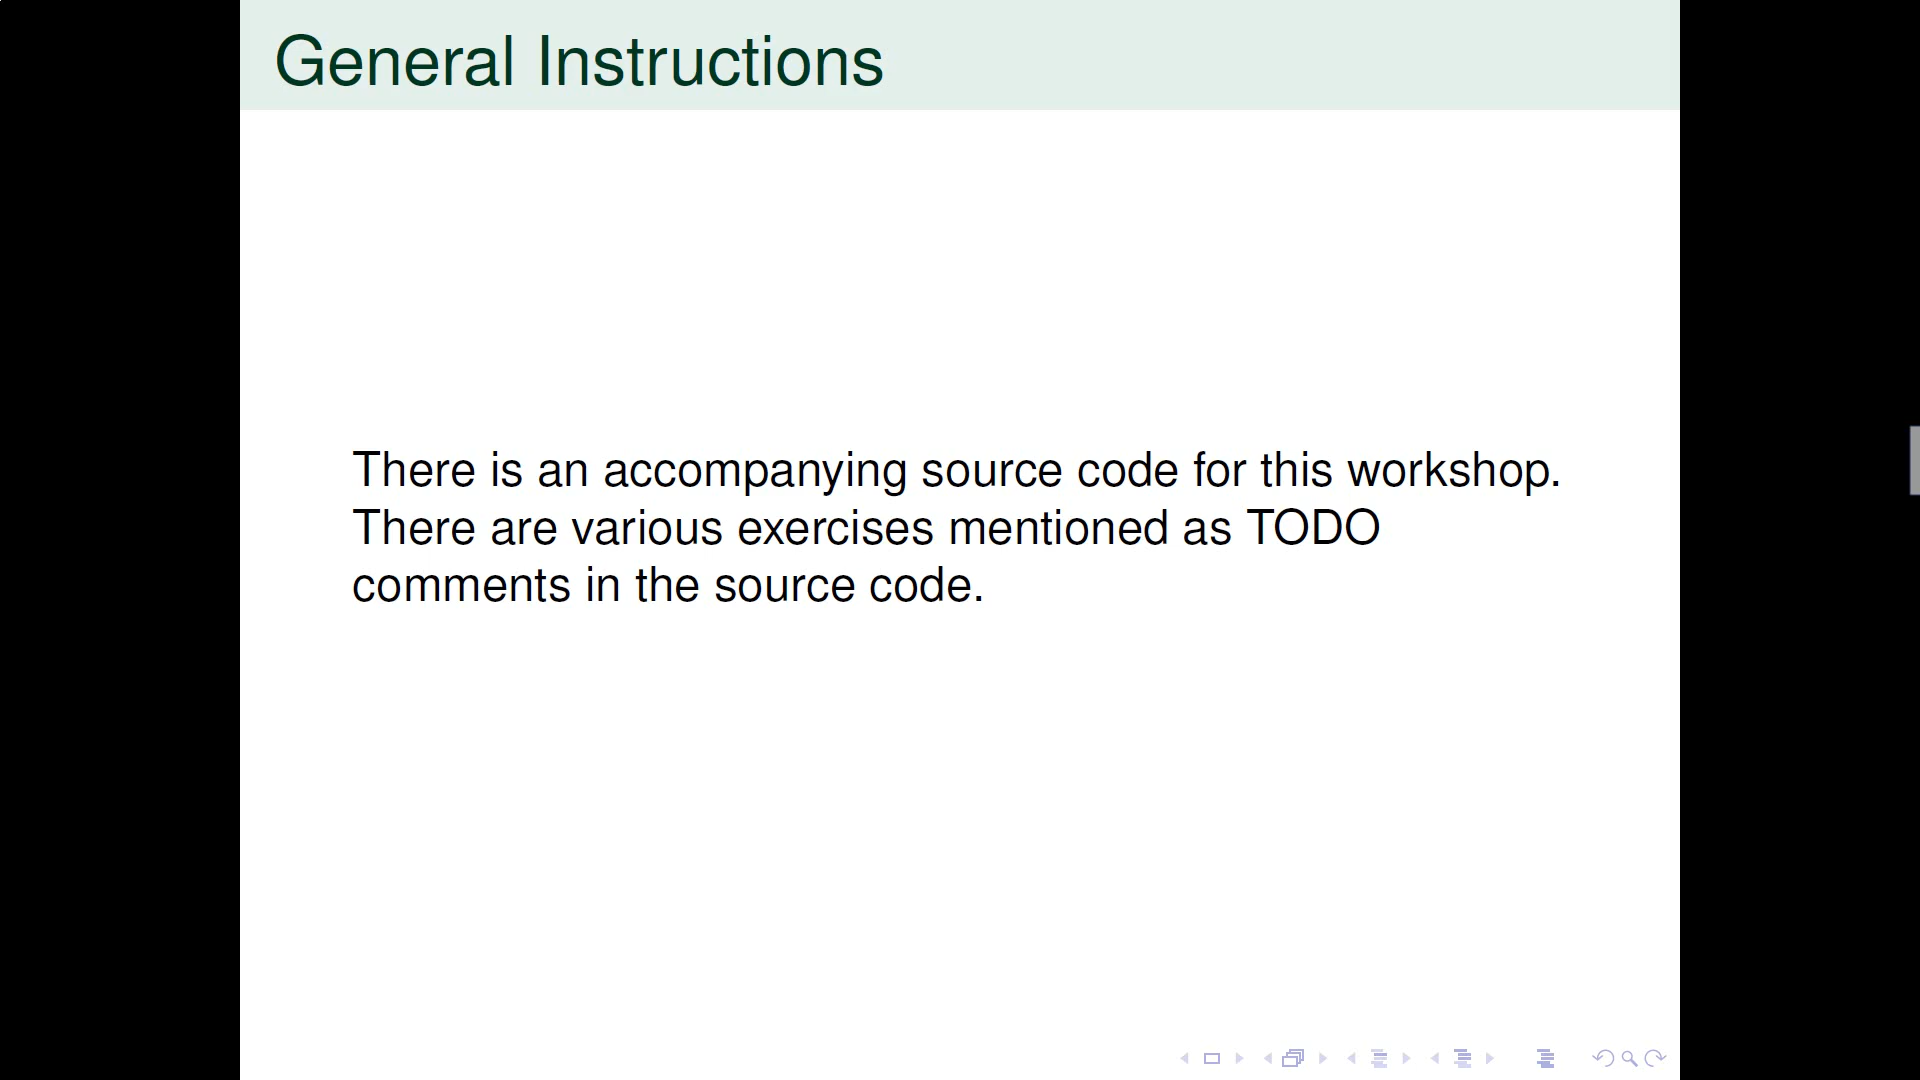 General Instructions
There is an accompanying source code for this workshop.
There are various exercises mentioned as TODO
comments in the source code.